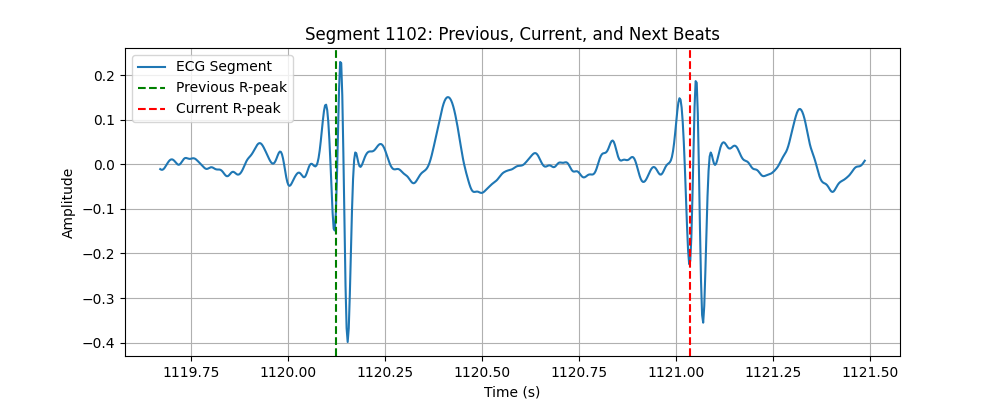 Segment 1102: Previous, Current, and Next Beats
ECG Segment
Previous R-peak
Current R-peak
0.2
0.1
0.0
−0.1
−0.2
−0.3
−0.4
Amplitude
1119.75 1120.00 1120.25 1120.50 1120.75 1121.00 1121.25 1121.50
Time (s)